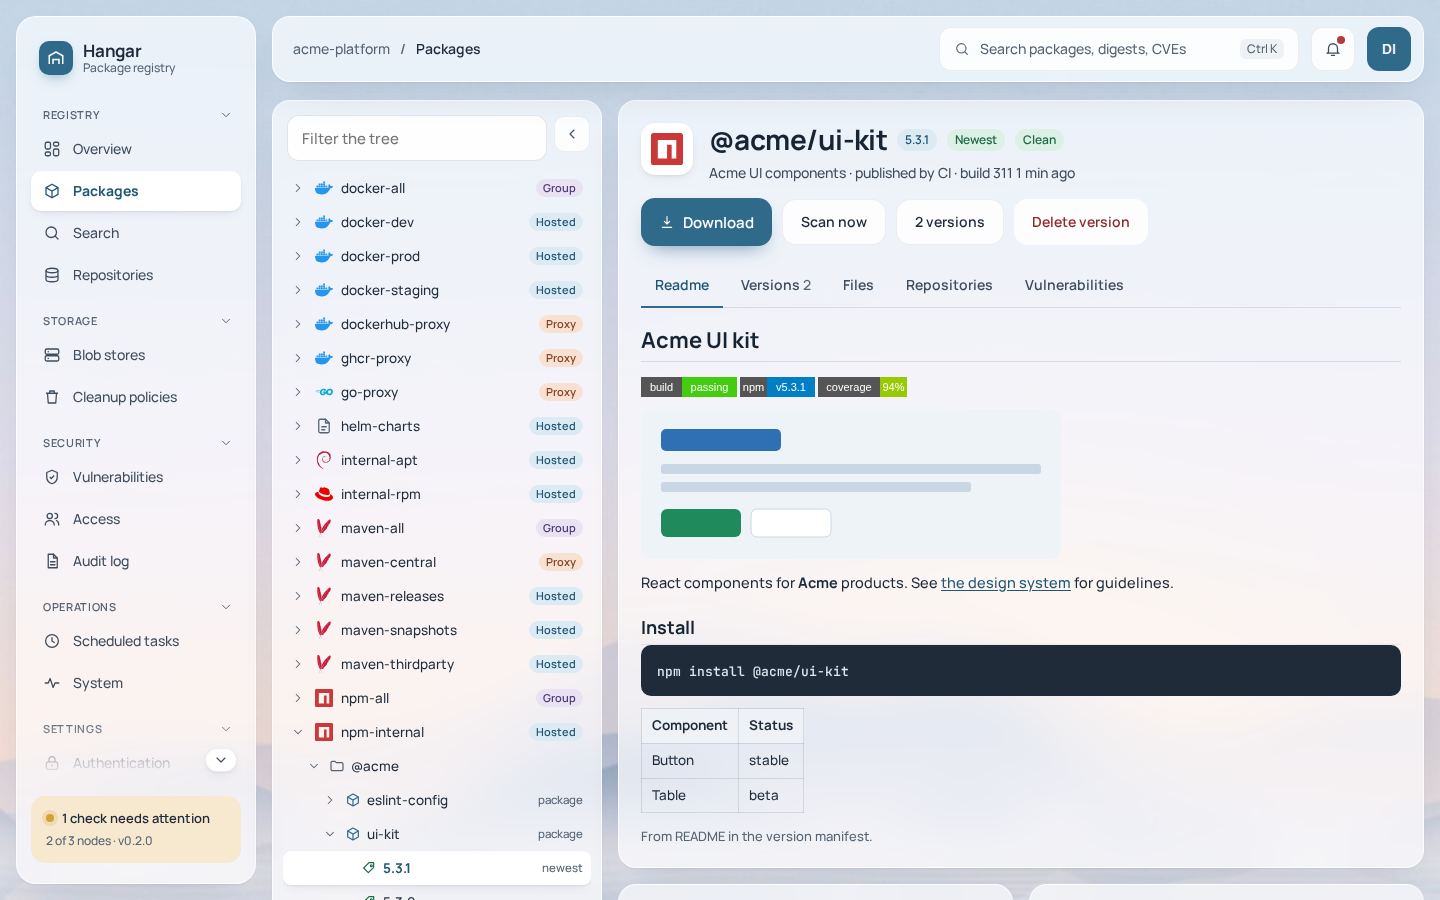 Hangar
Package registry
REGISTRY
Overview
Packages
Search
Repositories
STORAGE
Blob stores
Cleanup policies
SECURITY
Vulnerabilities
Access
Audit log
OPERATIONS
Scheduled tasks
System
SETTINGS
Authentication
1 check needs attention
2 of 3 nodes · v0.2.0
acme-platform / Packages
Search packages, digests, CVEs Ctrl K
DI
Filter the tree
docker-all Group
docker-dev Hosted
docker-prod Hosted
docker-staging Hosted
dockerhub-proxy Proxy
ghcr-proxy Proxy
go-proxy Proxy
helm-charts Hosted
internal-apt Hosted
internal-rpm Hosted
maven-all Group
maven-central Proxy
maven-releases Hosted
maven-snapshots Hosted
maven-thirdparty Hosted
npm-all Group
npm-internal Hosted
@acme
eslint-config package
ui-kit package
5.3.1 newest
@acme/ui-kit 5.3.1 Newest Clean
Acme UI components · published by CI · build 311 1 min ago
Download Scan now 2 versions Delete version
Readme Versions 2 Files Repositories Vulnerabilities
Acme UI kit
build passing npm v5.3.1 coverage 94%
React components for Acme products. See the design system for guidelines.
Install
npm install @acme/ui-kit
Component Status
Button stable
Table beta
From README in the version manifest.